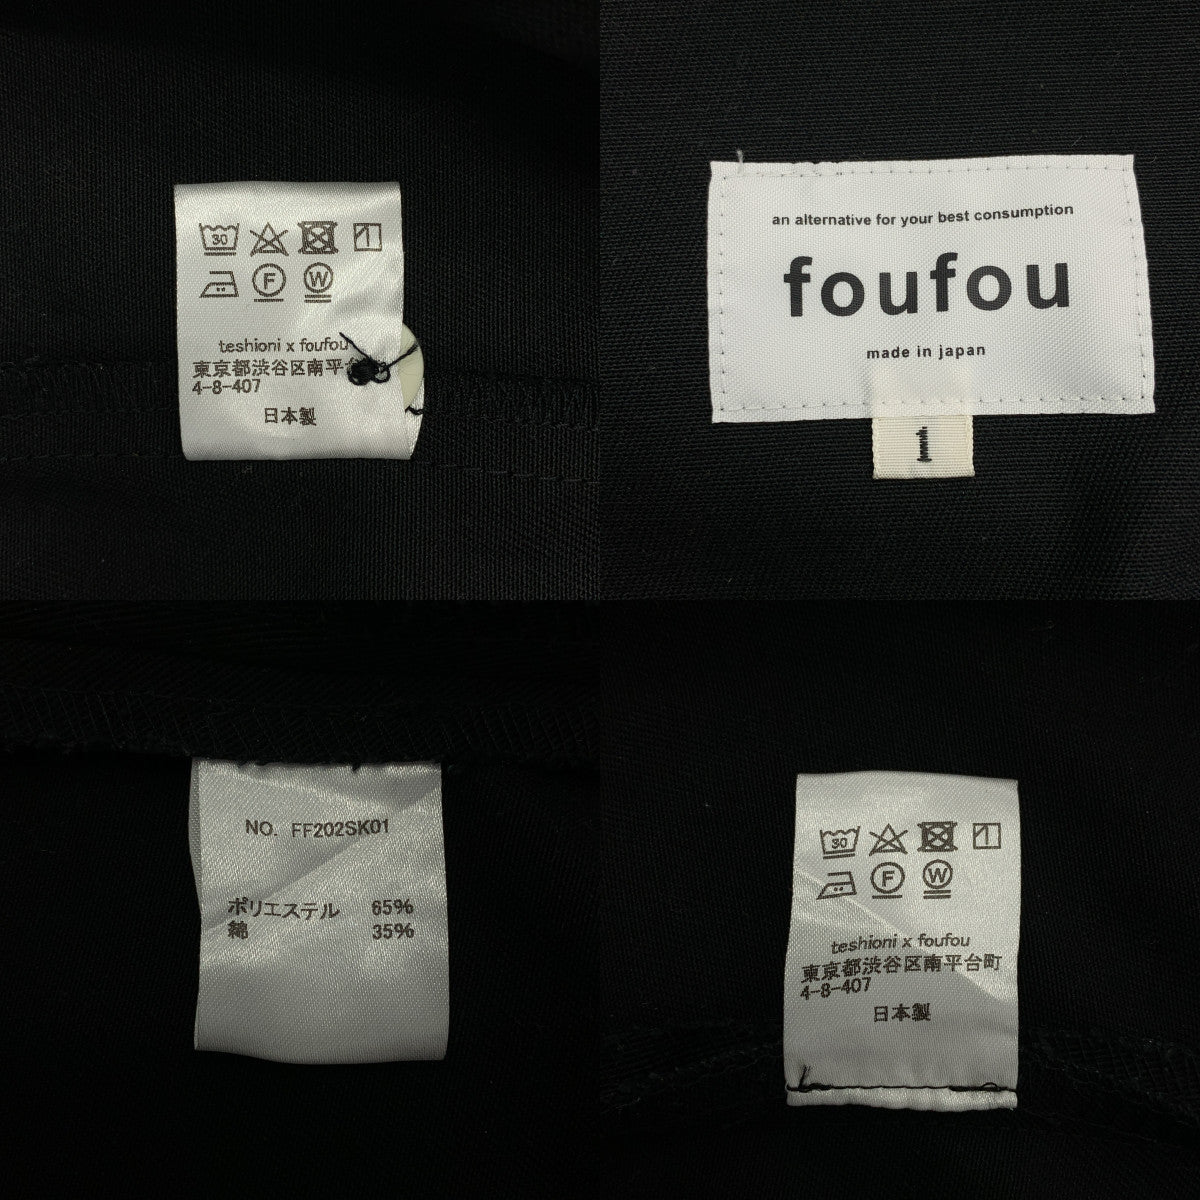 30
F W
teshioni x foufou
東京都渋谷区南平台
4-8-407
日本製
an alternative for your best consumption
foufou
made in japan
1
NO. FF202SK01
ポリエステル 65%
綿 35%
30
F W
teshioni x foufou
東京都渋谷区南平台町
4-8-407
日本製